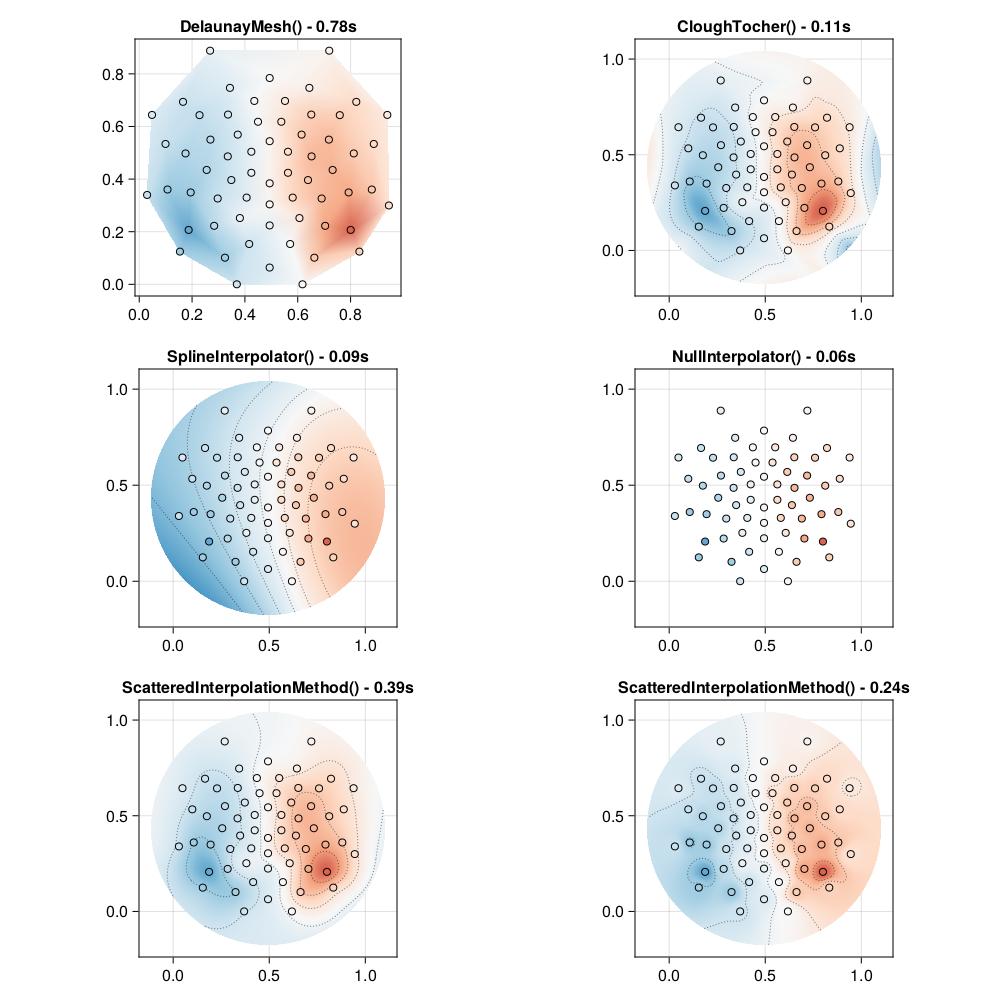 DelaunayMesh() - 0.78s
0.8
0.6
0.4
0.2
0.0
0.0 0.2 0.4 0.6 0.8
CloughTocher() - 0.11s
1.0
0.5
0.0
0.0 0.5 1.0
SplineInterpolator() - 0.09s
1.0
0.5
0.0
0.0 0.5 1.0
NullInterpolator() - 0.06s
1.0
0.5
0.0
0.0 0.5 1.0
ScatteredInterpolationMethod() - 0.39s
1.0
0.5
0.0
0.0 0.5 1.0
ScatteredInterpolationMethod() - 0.24s
1.0
0.5
0.0
0.0 0.5 1.0